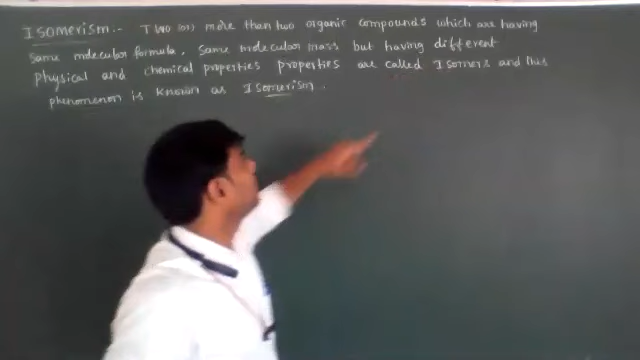 Isomerism :- Two (or) more than two organic compounds which are having
same molecular formula, same molecular mass but having different
physical and chemical properties properties are called Isomers and this
phenomenon is known as Isomerism.